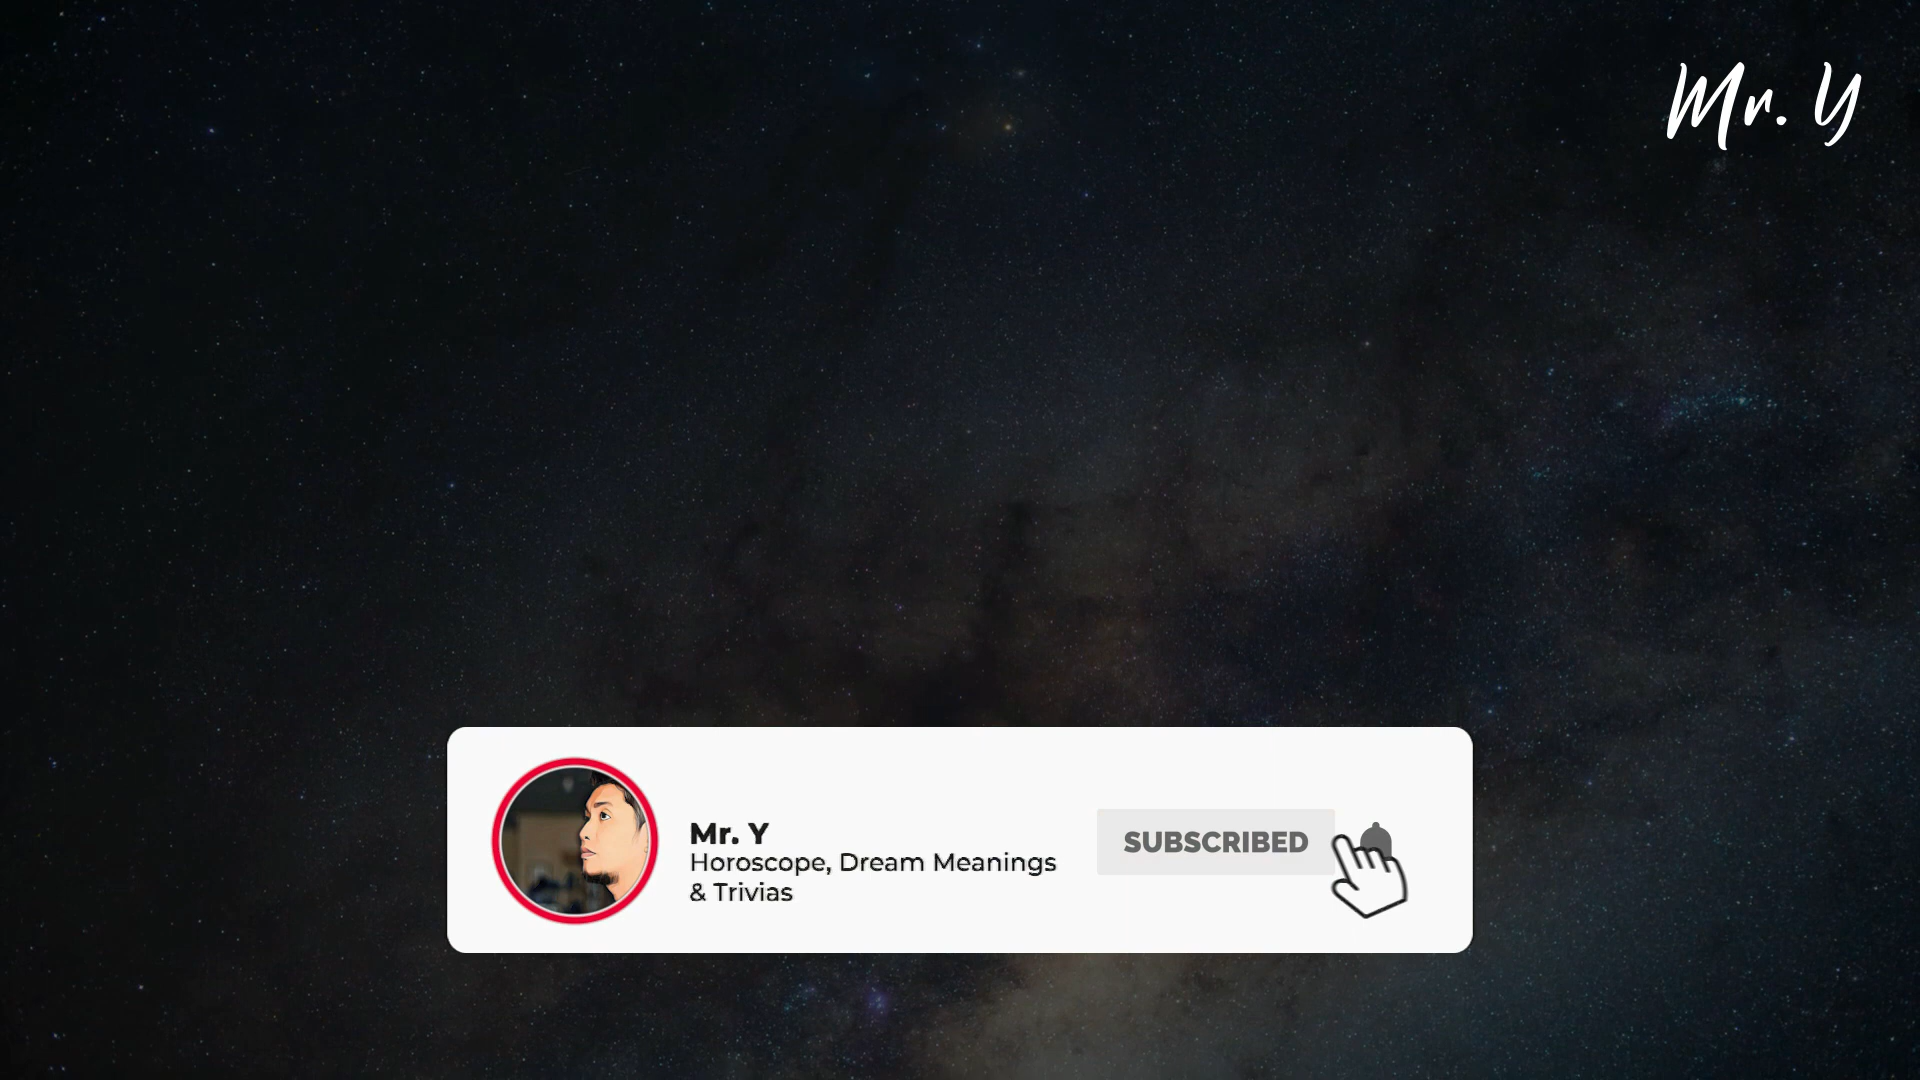 Mr. Y
Mr. Y
Horoscope, Dream Meanings
& Trivias
SUBSCRIBED